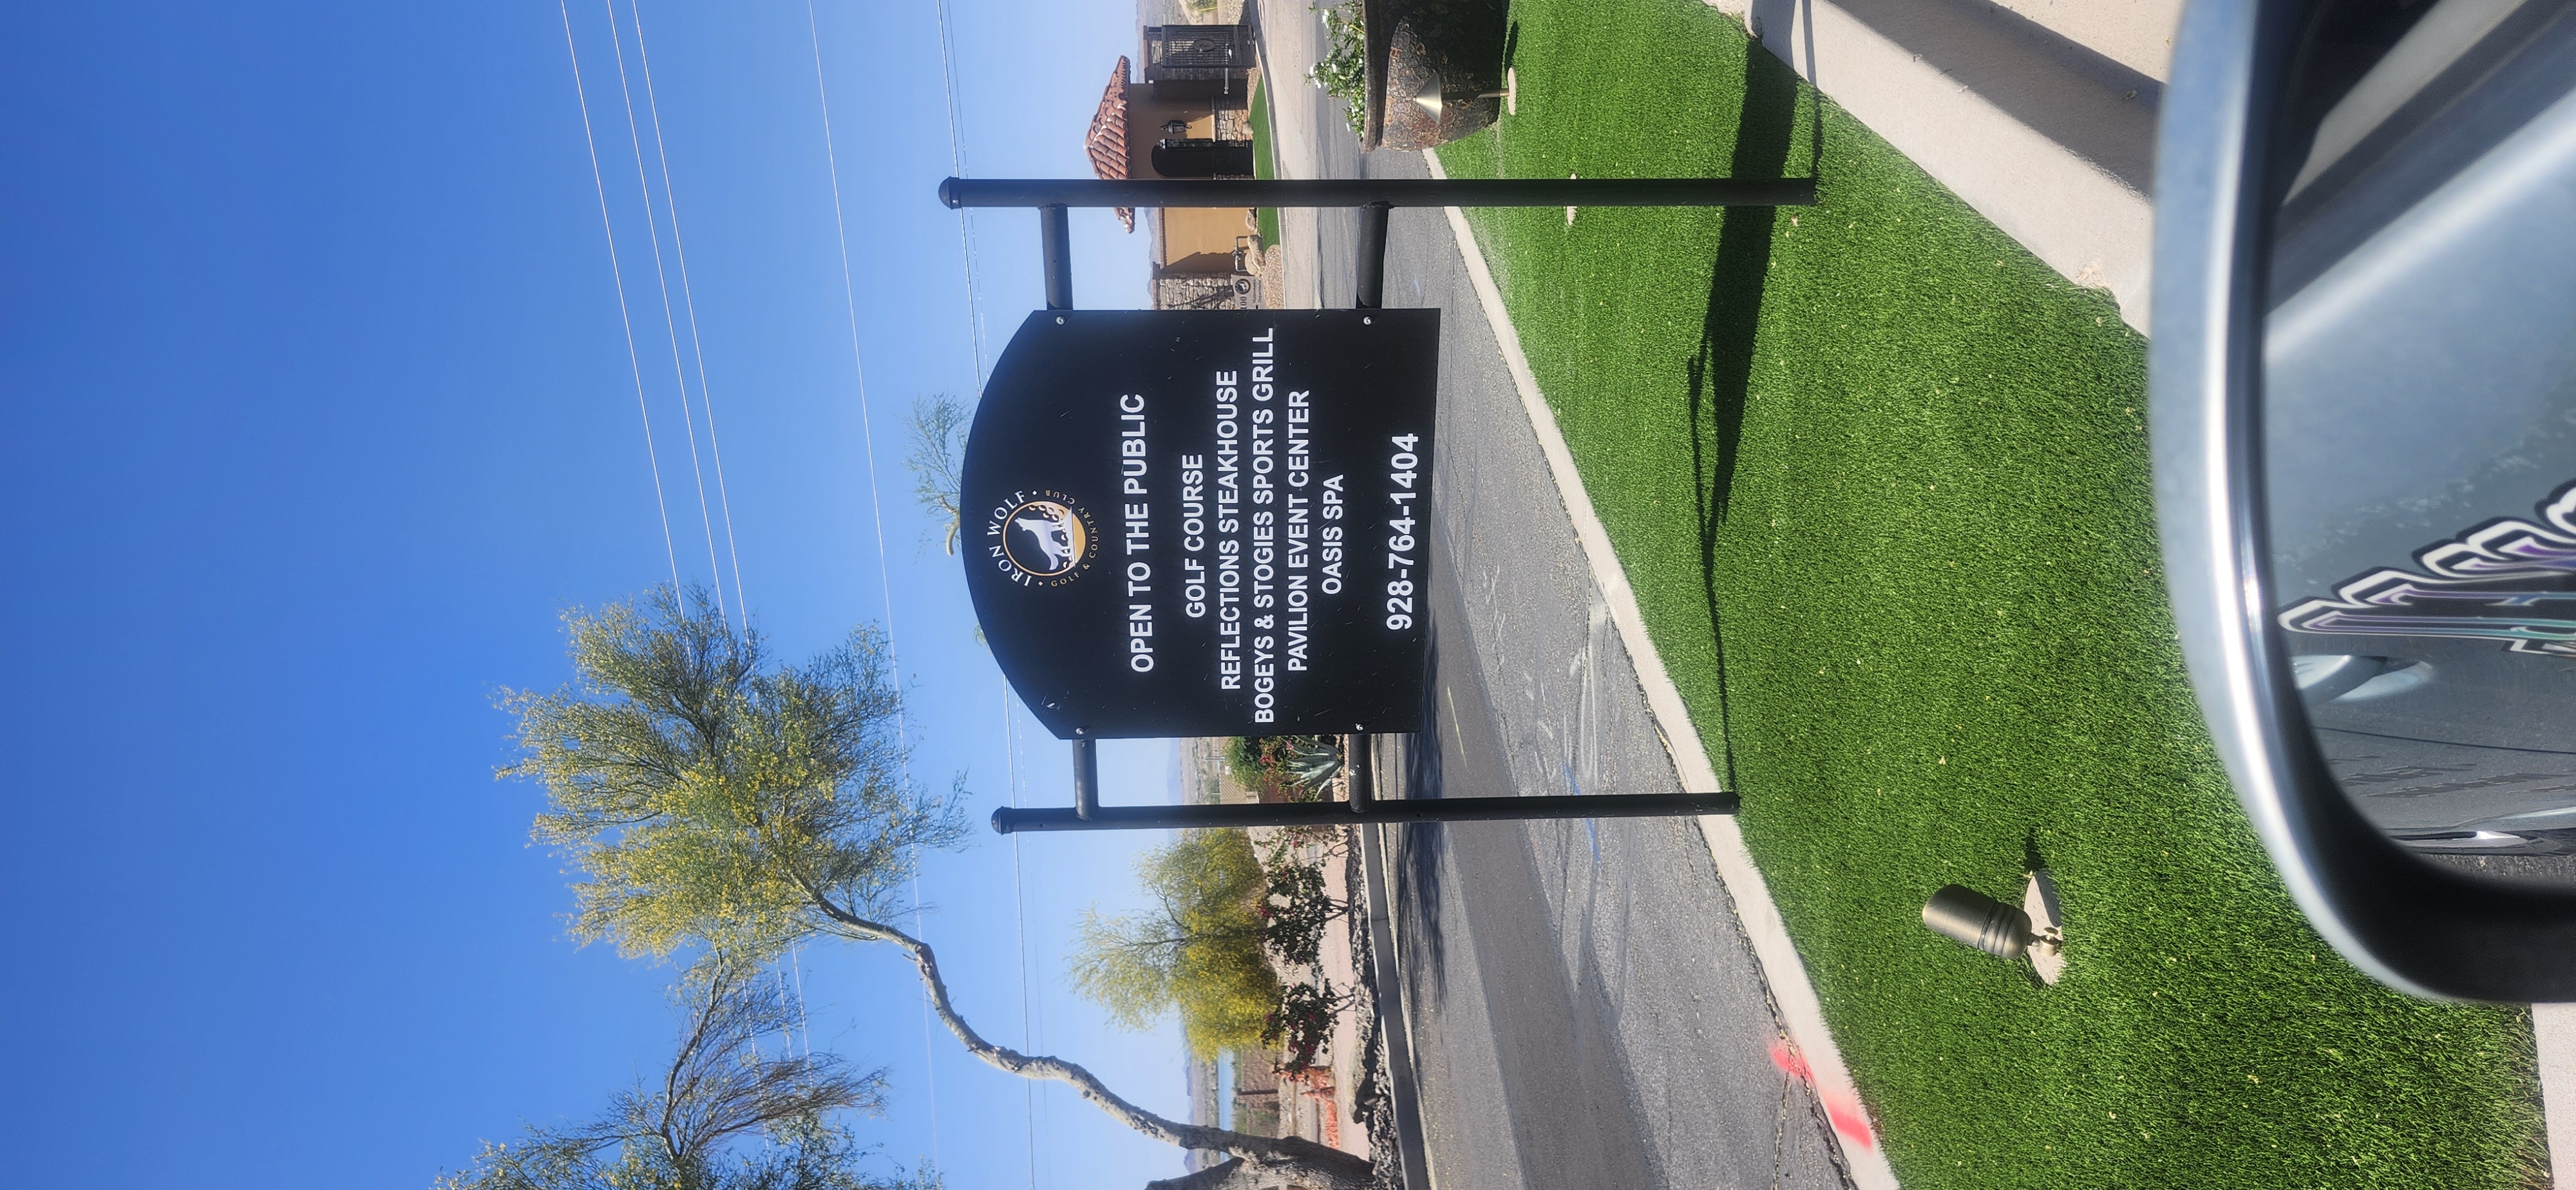 IRON WOLF
GOLF & COUNTRY CLUB
OPEN TO THE PUBLIC
GOLF COURSE
REFLECTIONS STEAKHOUSE
BOGEYS & STOGIES SPORTS GRILL
PAVILION EVENT CENTER
OASIS SPA
928-764-1404